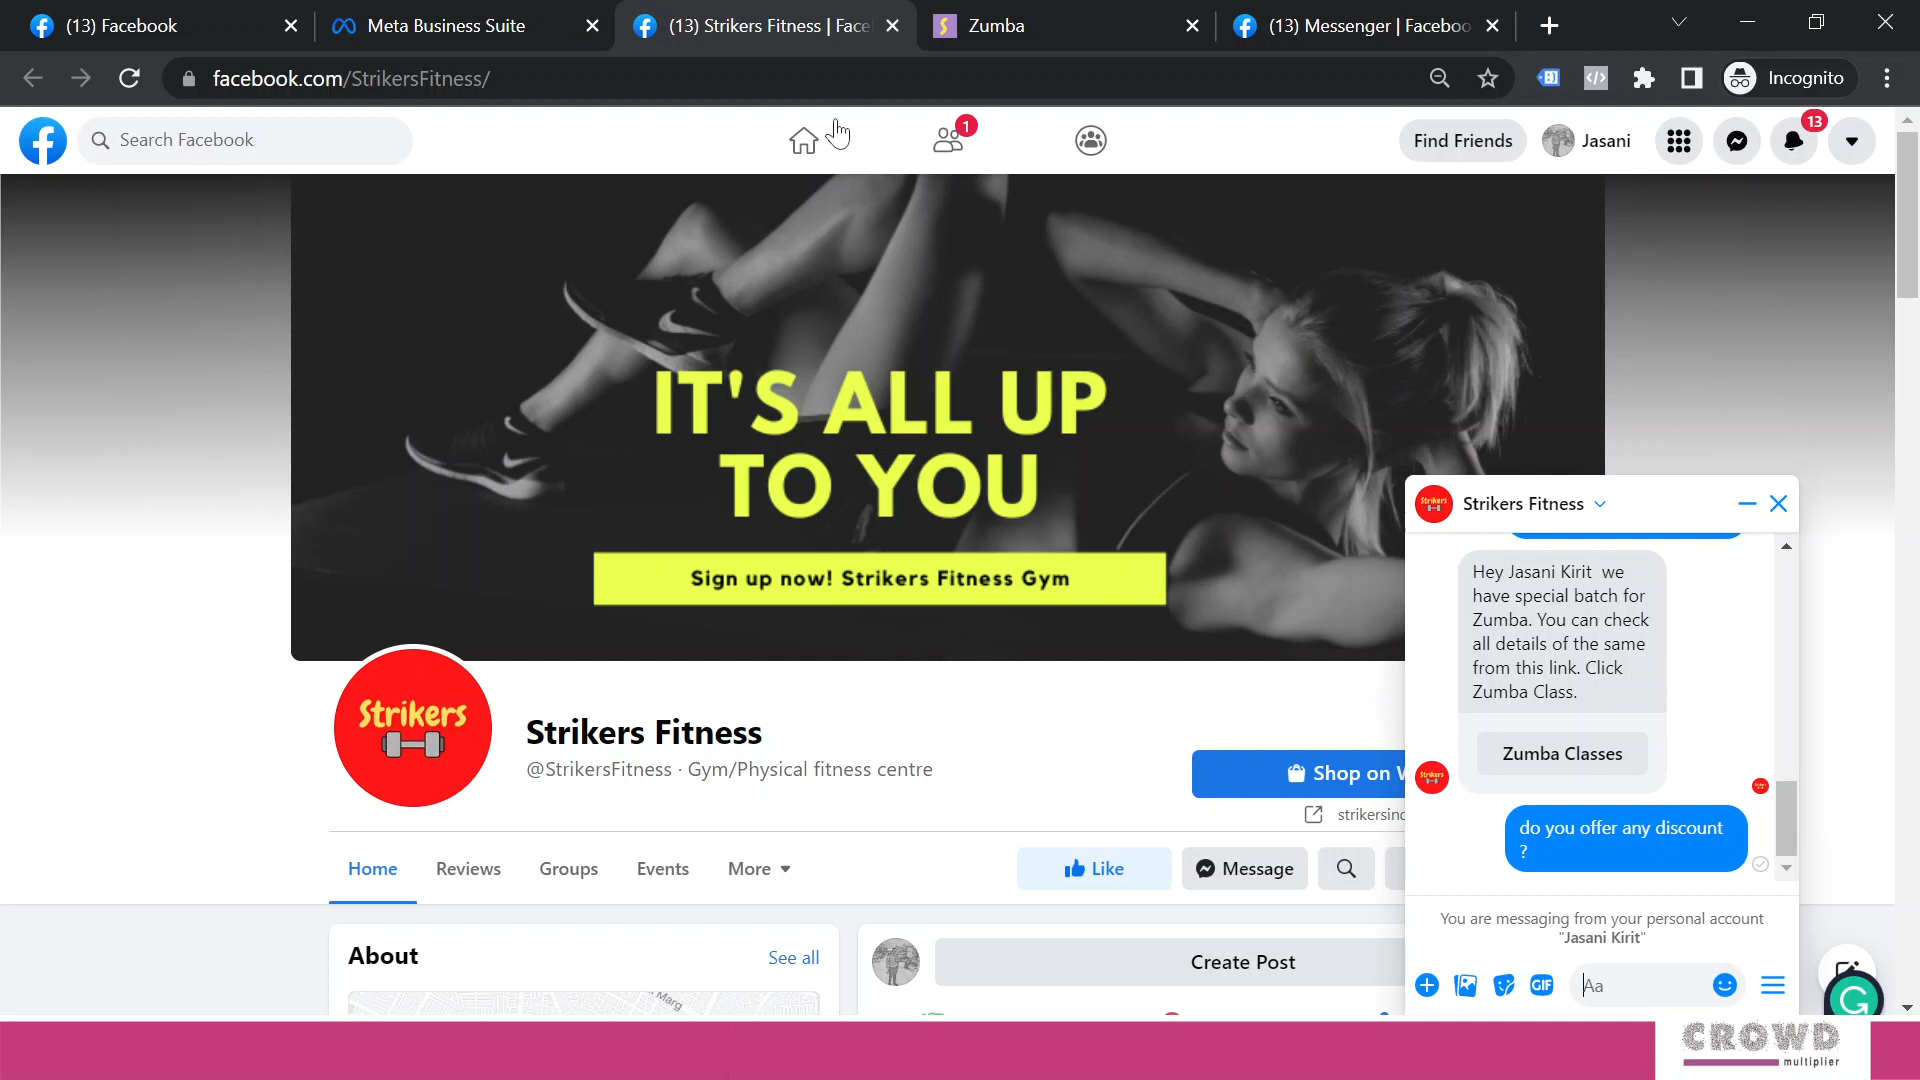 (13) Facebook
Meta Business Suite
(13) Strikers Fitness | Face
Zumba
(13) Messenger | Faceboo
facebook.com/StrikersFitness/
Incognito
Search Facebook
1
Find Friends
Jasani
13
IT'S ALL UP
TO YOU
Sign up now! Strikers Fitness Gym
Strikers
Strikers Fitness
@StrikersFitness · Gym/Physical fitness centre
Shop on W
strikersinc
Home
Reviews
Groups
Events
More
Like
Message
About
See all
Marg
Create Post
Strikers
Strikers Fitness
Hey Jasani Kirit we
have special batch for
Zumba. You can check
all details of the same
from this link. Click
Zumba Class.
Zumba Classes
Strikers
do you offer any discount
?
You are messaging from your personal account
"Jasani Kirit"
GIF
Aa
CROWD
multiplier